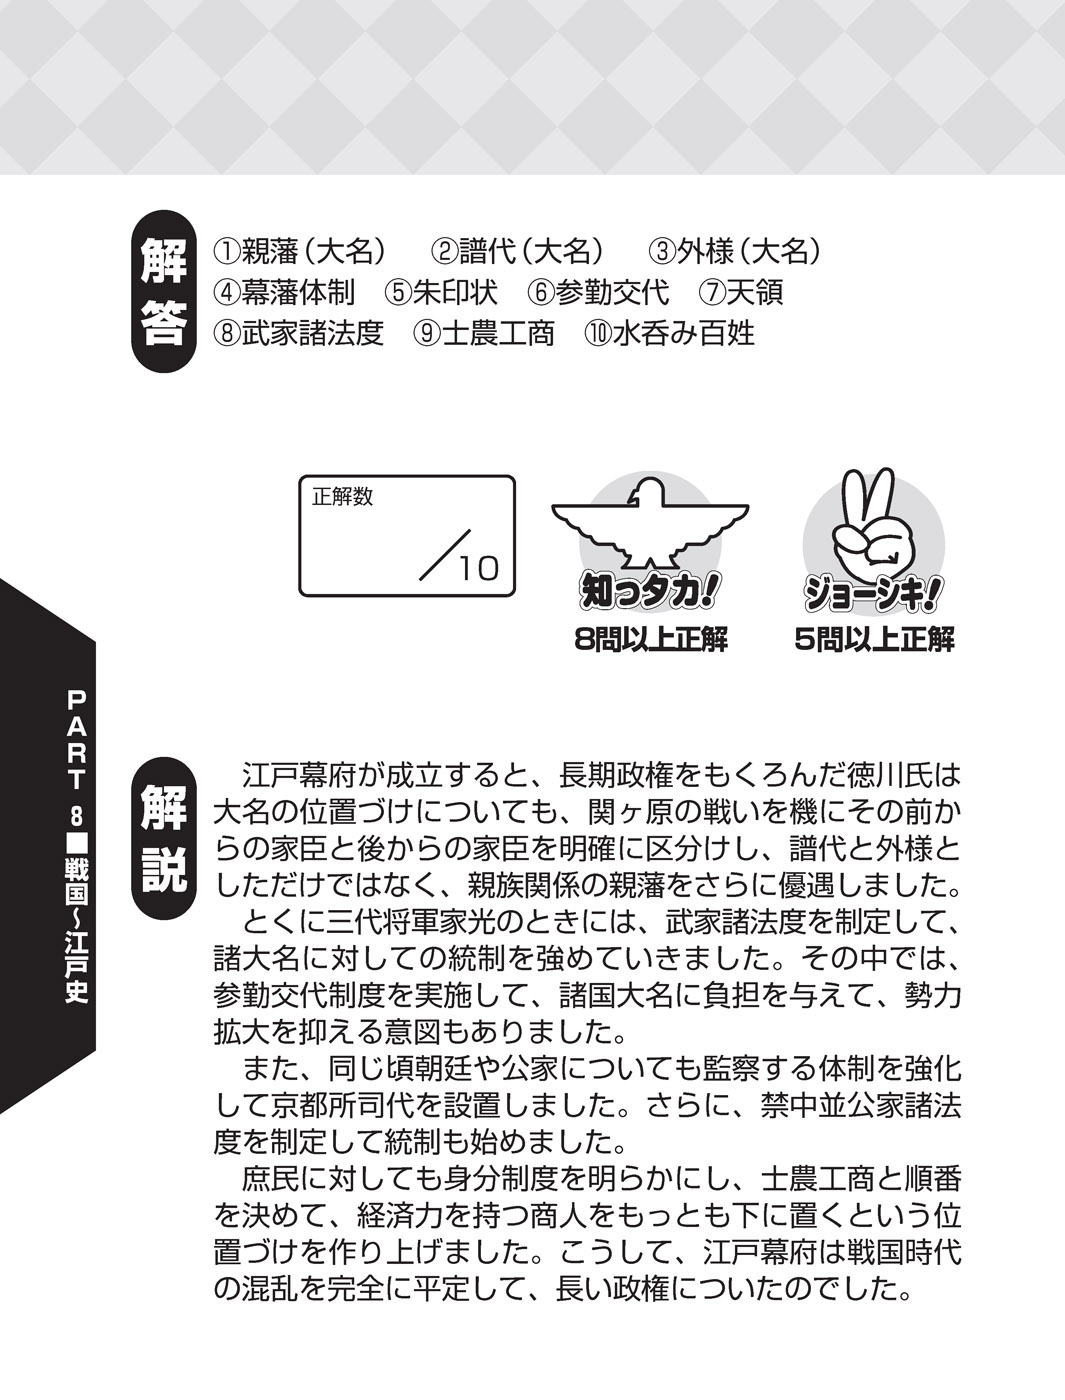 解答
①親藩（大名）　②譜代（大名）　③外様（大名）
④幕藩体制　⑤朱印状　⑥参勤交代　⑦天領
⑧武家諸法度　⑨士農工商　⑩水呑み百姓
正解数
／10
知っタカ！
8問以上正解
ジョーシキ！
5問以上正解
PART 8■戦国～江戸史
解説
　江戸幕府が成立すると、長期政権をもくろんだ徳川氏は
大名の位置づけについても、関ヶ原の戦いを機にその前か
らの家臣と後からの家臣を明確に区分けし、譜代と外様と
しただけではなく、親族関係の親藩をさらに優遇しました。
　とくに三代将軍家光のときには、武家諸法度を制定して、
諸大名に対しての統制を強めていきました。その中では、
参勤交代制度を実施して、諸国大名に負担を与えて、勢力
拡大を抑える意図もありました。
　また、同じ頃朝廷や公家についても監察する体制を強化
して京都所司代を設置しました。さらに、禁中並公家諸法
度を制定して統制も始めました。
　庶民に対しても身分制度を明らかにし、士農工商と順番
を決めて、経済力を持つ商人をもっとも下に置くという位
置づけを作り上げました。こうして、江戸幕府は戦国時代
の混乱を完全に平定して、長い政権についたのでした。